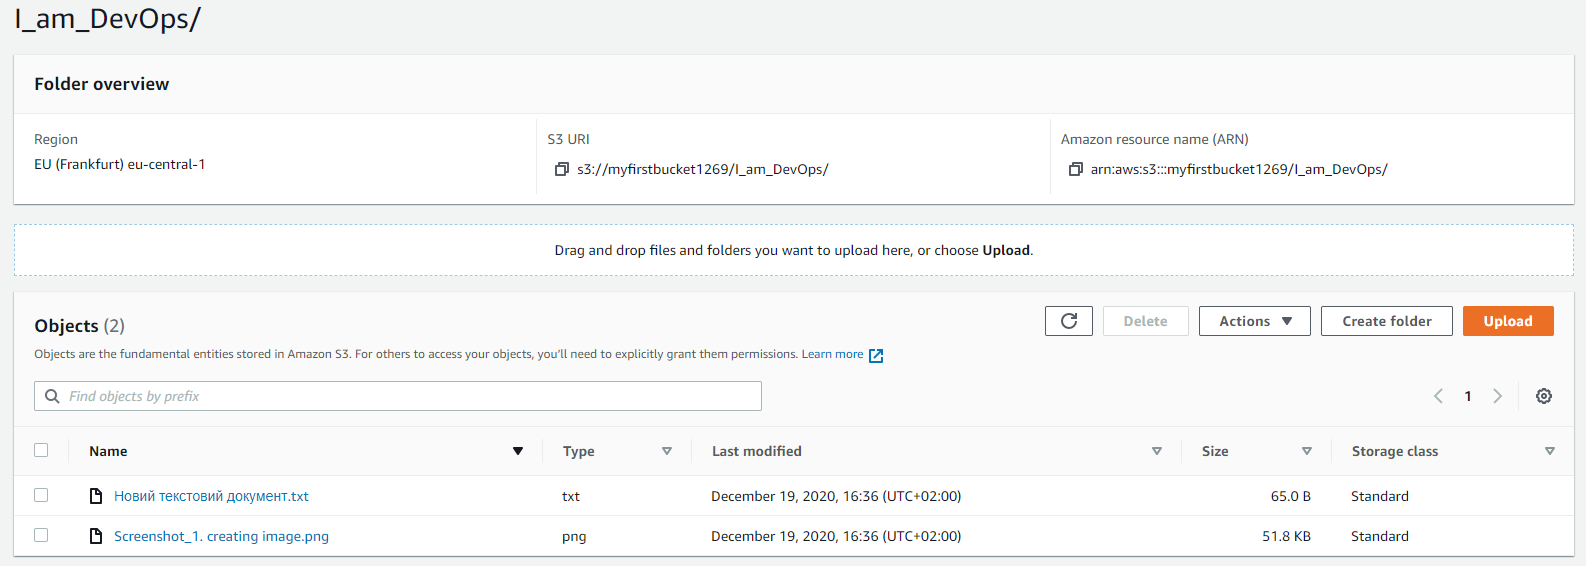 I_am_DevOps/
Folder overview
Region
EU (Frankfurt) eu-central-1
S3 URI
s3://myfirstbucket1269/I_am_DevOps/
Amazon resource name (ARN)
arn:aws:s3:::myfirstbucket1269/I_am_DevOps/
Drag and drop files and folders you want to upload here, or choose Upload.
Objects (2)
Delete
Actions
Create folder
Upload
Objects are the fundamental entities stored in Amazon S3. For others to access your objects, you'll need to explicitly grant them permissions. Learn more
Find objects by prefix
1
Name Type Last modified Size Storage class
Новий текстовий документ.txt txt December 19, 2020, 16:36 (UTC+02:00) 65.0 B Standard
Screenshot_1. creating image.png png December 19, 2020, 16:36 (UTC+02:00) 51.8 KB Standard